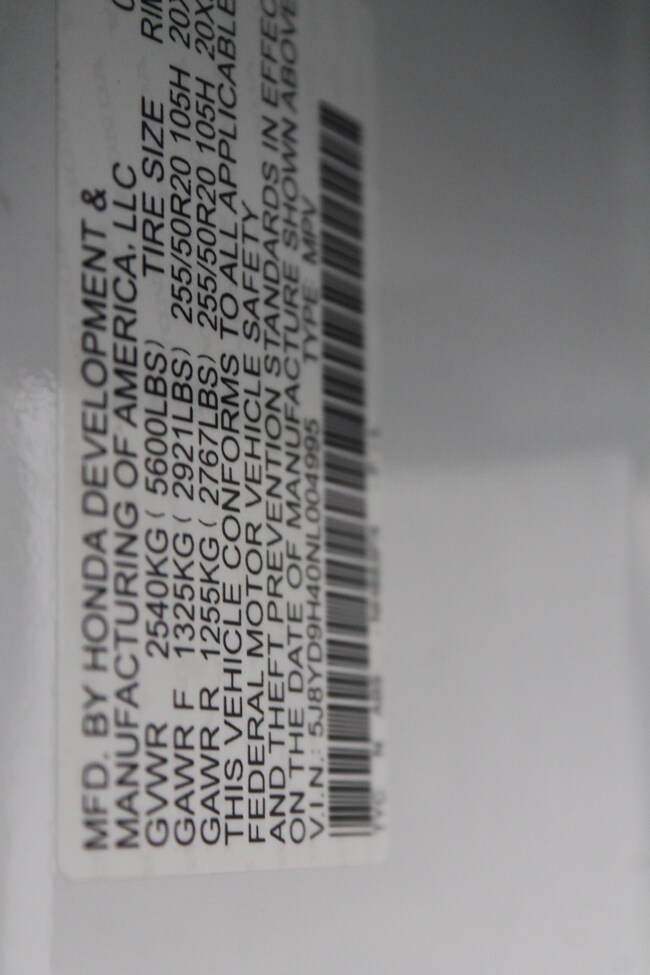 MFD. BY HONDA DEVELOPMENT &
MANUFACTURING OF AMERICA, LLC
TIRE SIZE RIM
GVWR 2540KG ( 5600LBS)
GAWR F 1325KG ( 2921LBS) 255/50R20 105H 20X
GAWR R 1255KG ( 2767LBS) 255/50R20 105H 20X
THIS VEHICLE CONFORMS TO ALL APPLICABLE
FEDERAL MOTOR VEHICLE SAFETY
AND THEFT PREVENTION STANDARDS IN EFFEC
ON THE DATE OF MANUFACTURE SHOWN ABOVE
V.I.N.: 5J8YD9H40NL004995 TYPE: MPV